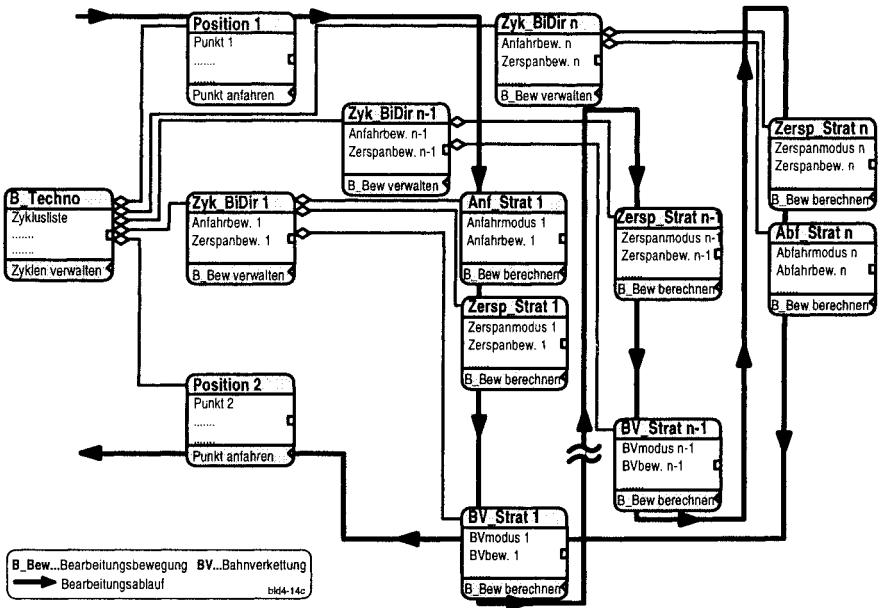 Position 1
Punkt 1
.......
Punkt anfahren
Zyk_BiDir n
Anfahrbew. n
Zerspanbew. n
.......
B_Bew verwalten
Zyk_BiDir n-1
Anfahrbew. n-1
Zerspanbew. n-1
B_Bew verwalten
Zersp_Strat n
Zerspanmodus n
Zerspanbew. n
.......
B_Bew berechnen
B_Techno
Zyklusliste
.......
.......
Zyklen verwalten
Zyk_BiDir 1
Anfahrbew. 1
Zerspanbew. 1
.......
B_Bew verwalten
Anf_Strat 1
Anfahrmodus 1
Anfahrbew. 1
B_Bew berechnen
Zersp_Strat n-1
Zerspanmodus n-1
Zerspanbew. n-1
.......
B_Bew berechnen
Abf_Strat n
Abfahrmodus n
Abfahrbew. n
.......
B_Bew berechnen
Zersp_Strat 1
Zerspanmodus 1
Zerspanbew. 1
.......
B_Bew berechnen
Position 2
Punkt 2
.......
.......
Punkt anfahren
BV_Strat n-1
BVmodus n-1
BVbew. n-1
.......
B_Bew berechnen
BV_Strat 1
BVmodus 1
BVbew. 1
.......
B_Bew berechnen
B_Bew...Bearbeitungsbewegung BV...Bahnverkettung
Bearbeitungsablauf
bld4-14c